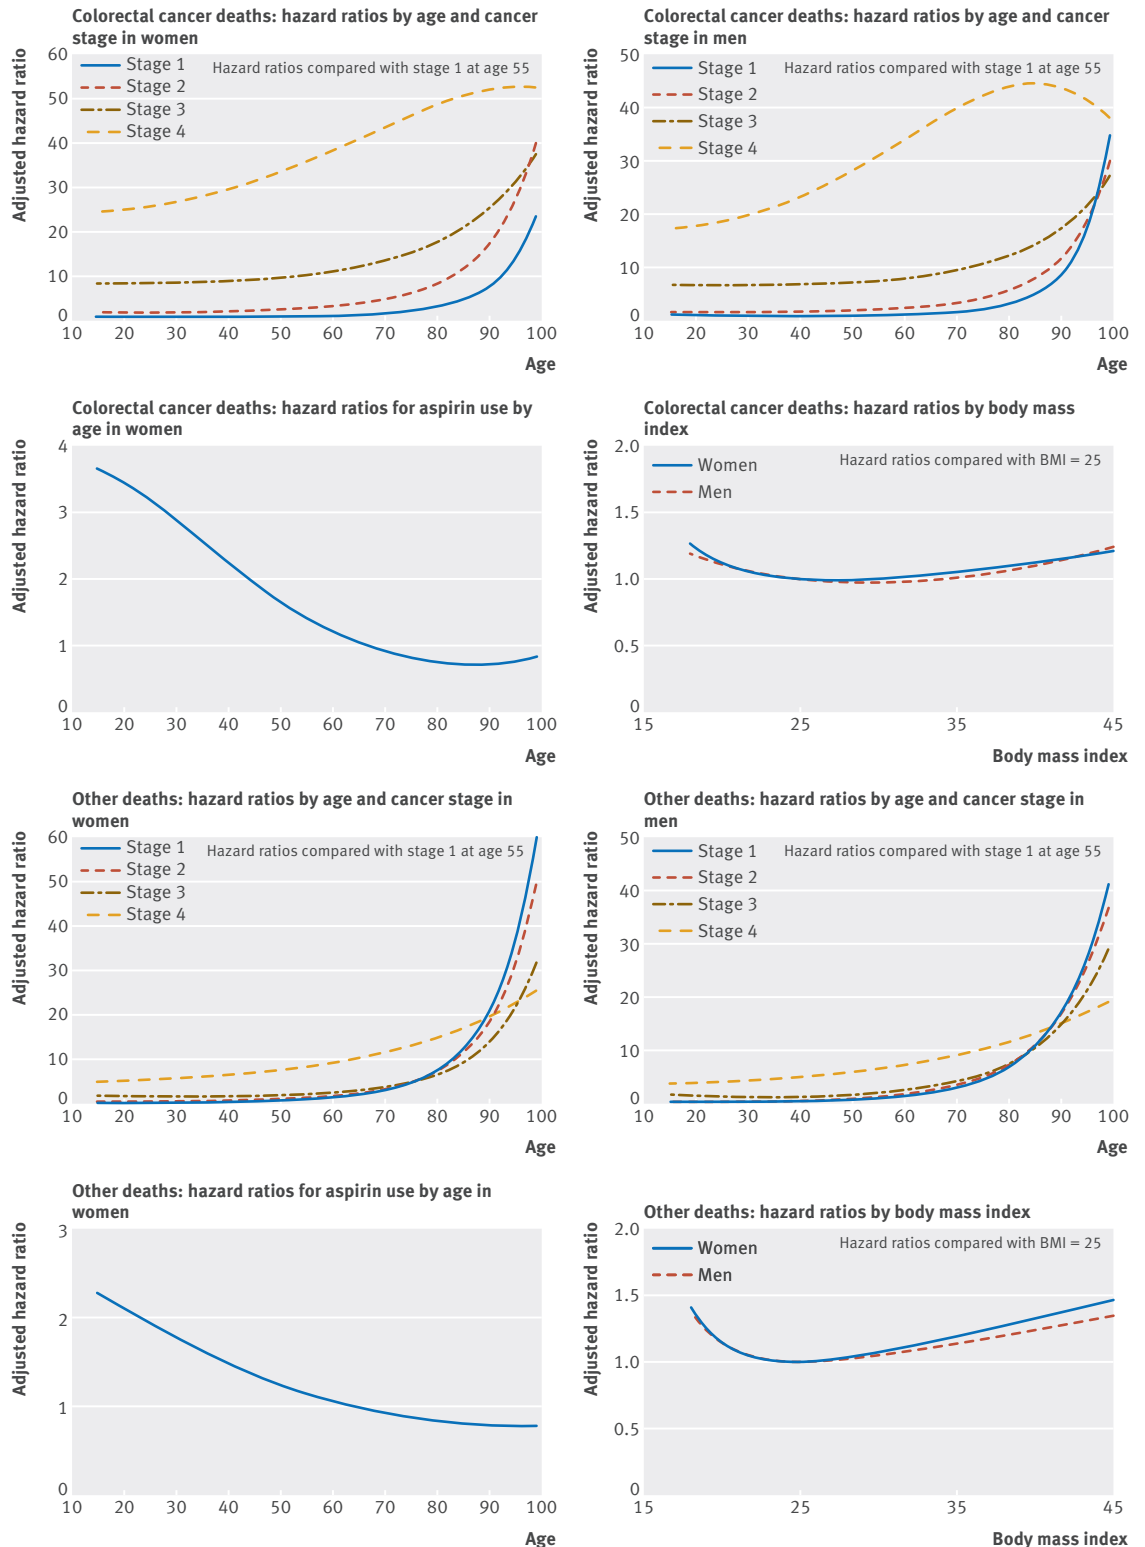 Colorectal cancer deaths: hazard ratios by age and cancer
stage in women
Adjusted hazard ratio
60
50
40
30
20
10
0
Stage 1
Stage 2
Stage 3
Stage 4
Hazard ratios compared with stage 1 at age 55
10 20 30 40 50 60 70 80 90 100
Age
Colorectal cancer deaths: hazard ratios by age and cancer
stage in men
Adjusted hazard ratio
50
40
30
20
10
0
Stage 1
Stage 2
Stage 3
Stage 4
Hazard ratios compared with stage 1 at age 55
10 20 30 40 50 60 70 80 90 100
Age
Colorectal cancer deaths: hazard ratios for aspirin use by
age in women
Adjusted hazard ratio
4
3
2
1
0
10 20 30 40 50 60 70 80 90 100
Age
Colorectal cancer deaths: hazard ratios by body mass
index
Adjusted hazard ratio
2.0
1.5
1.0
0.5
0
Women
Men
Hazard ratios compared with BMI = 25
15 25 35 45
Body mass index
Other deaths: hazard ratios by age and cancer stage in
women
Adjusted hazard ratio
60
50
40
30
20
10
0
Stage 1
Stage 2
Stage 3
Stage 4
Hazard ratios compared with stage 1 at age 55
10 20 30 40 50 60 70 80 90 100
Age
Other deaths: hazard ratios by age and cancer stage in
men
Adjusted hazard ratio
50
40
30
20
10
0
Stage 1
Stage 2
Stage 3
Stage 4
Hazard ratios compared with stage 1 at age 55
10 20 30 40 50 60 70 80 90 100
Age
Other deaths: hazard ratios for aspirin use by age in
women
Adjusted hazard ratio
3
2
1
0
10 20 30 40 50 60 70 80 90 100
Age
Other deaths: hazard ratios by body mass index
Adjusted hazard ratio
2.0
1.5
1.0
0.5
0
Women
Men
Hazard ratios compared with BMI = 25
15 25 35 45
Body mass index